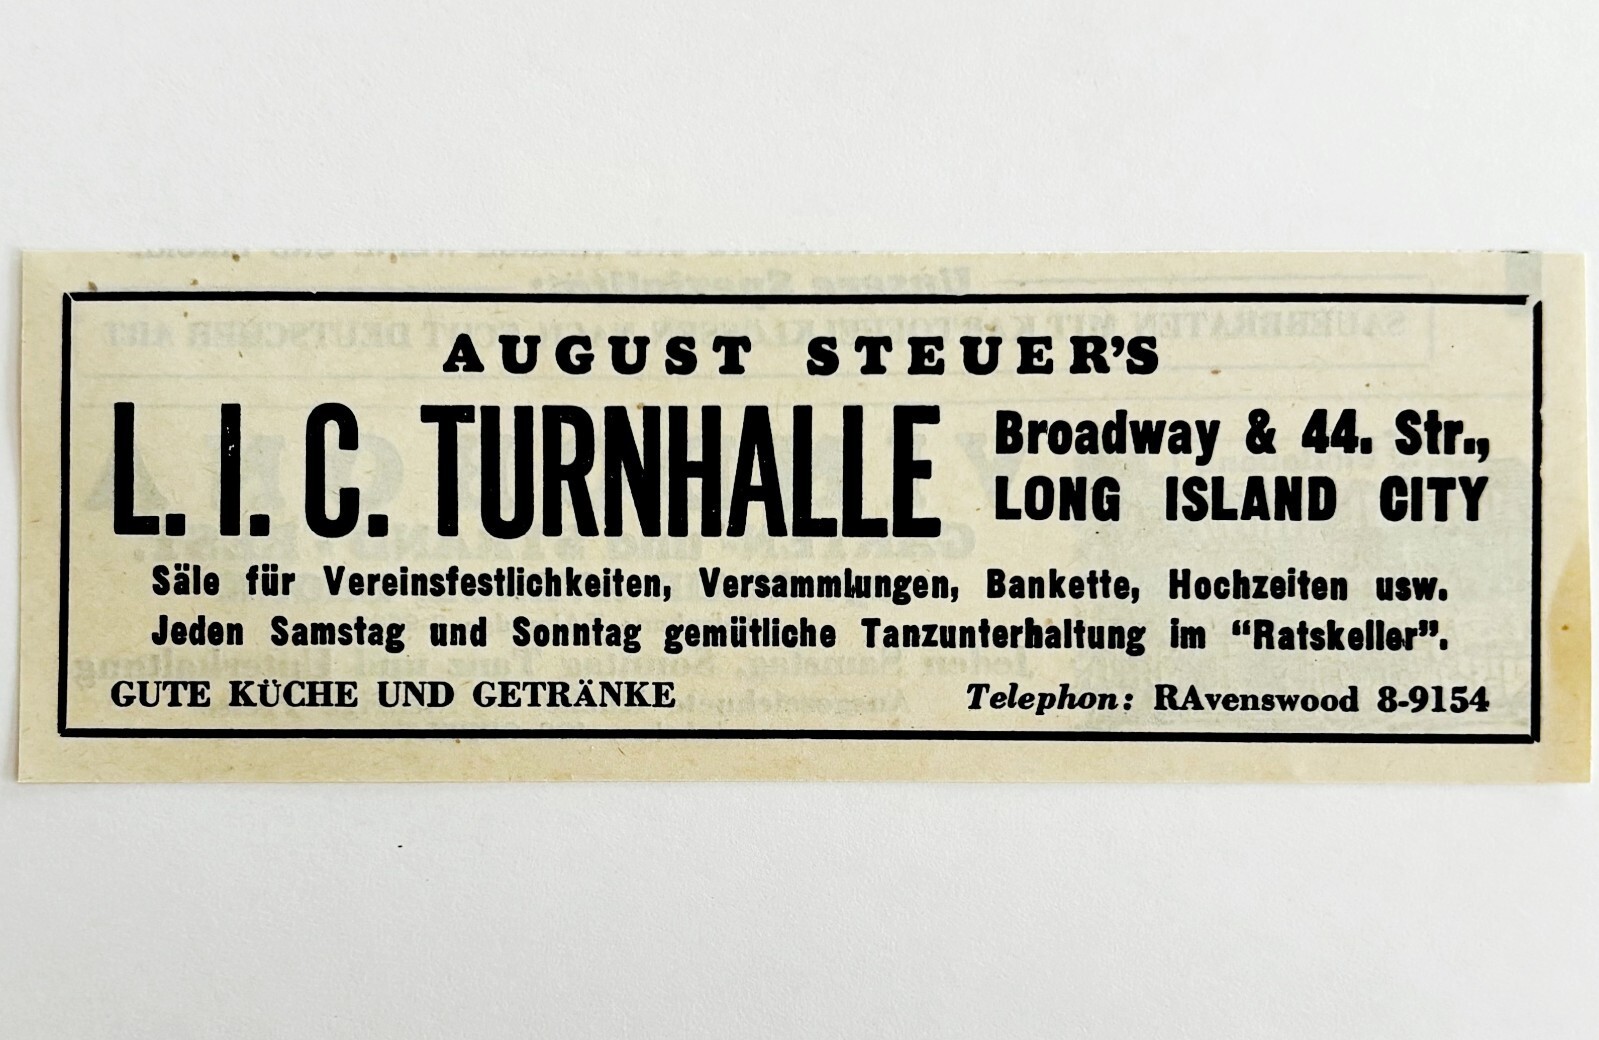 AUGUST STEUER'S
L. I. C. TURNHALLE
Broadway & 44. Str.,
LONG ISLAND CITY
Säle für Vereinsfestlichkeiten, Versammlungen, Bankette, Hochzeiten usw.
Jeden Samstag und Sonntag gemütliche Tanzunterhaltung im "Ratskeller".
GUTE KÜCHE UND GETRÄNKE
Telephon: RAvenswood 8-9154